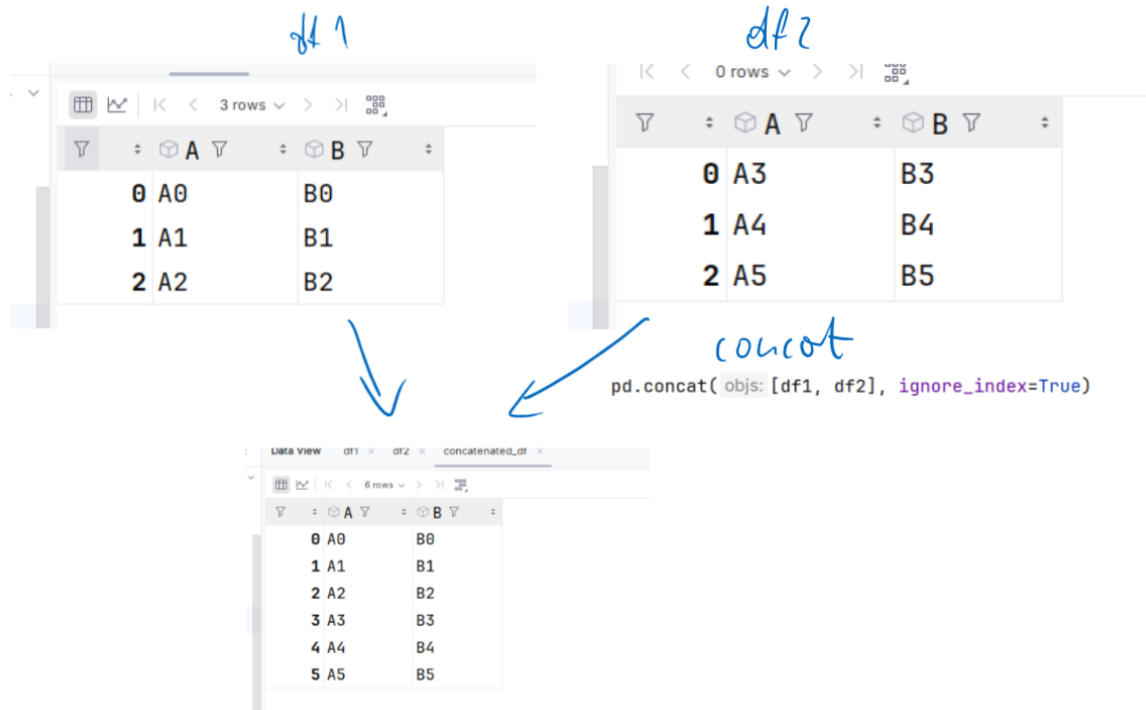 df1
df2
3 rows
A B
0 A0 B0
1 A1 B1
2 A2 B2
0 rows
A B
0 A3 B3
1 A4 B4
2 A5 B5
concat
pd.concat( objs: [df1, df2], ignore_index=True)
Data View df1 × df2 × concatenated_df ×
6 rows
A B
0 A0 B0
1 A1 B1
2 A2 B2
3 A3 B3
4 A4 B4
5 A5 B5